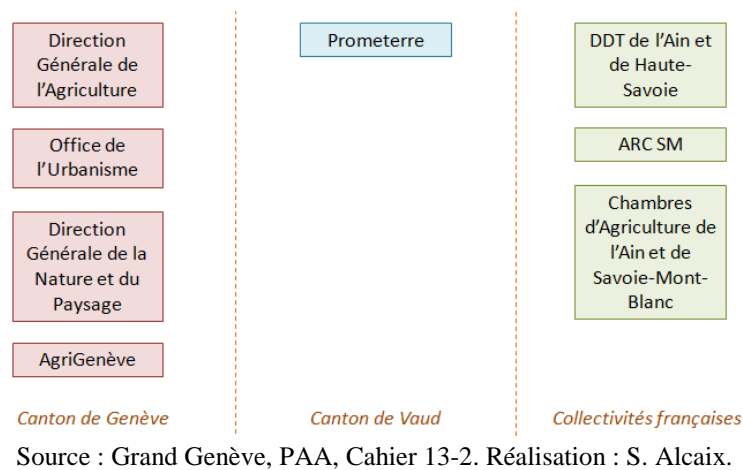 Direction
Générale de
l'Agriculture
Office de
l'Urbanisme
Direction
Générale de la
Nature et du
Paysage
AgriGenève
Canton de Genève
Prometerre
Canton de Vaud
DDT de l'Ain et
de Haute-
Savoie
ARC SM
Chambres
d'Agriculture de
l'Ain et de
Savoie-Mont-
Blanc
Collectivités françaises
Source : Grand Genève, PAA, Cahier 13-2. Réalisation : S. Alcaix.